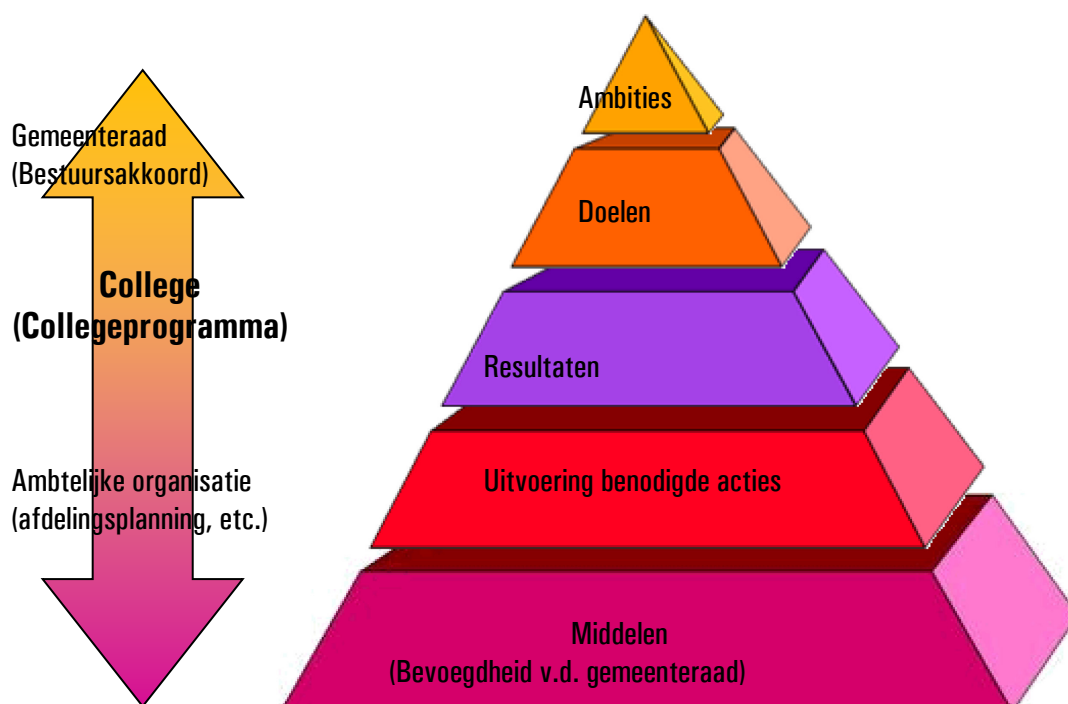 Gemeenteraad
(Bestuursakkoord)
College
(Collegeprogramma)
Ambtelijke organisatie
(afdelingsplanning, etc.)
Ambities
Doelen
Resultaten
Uitvoering benodigde acties
Middelen
(Bevoegdheid v.d. gemeenteraad)